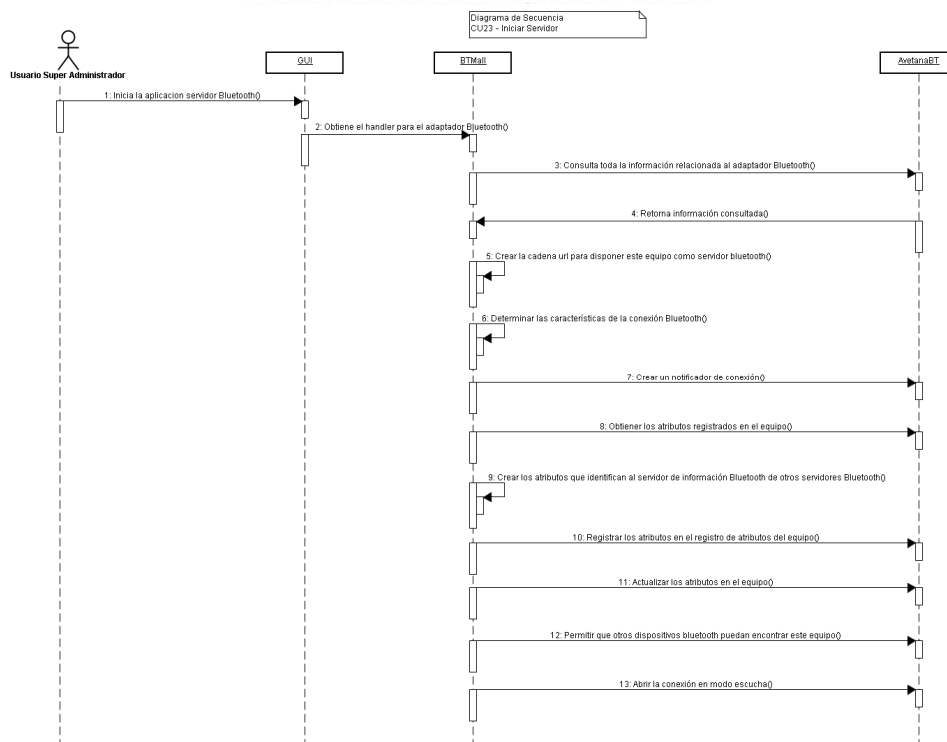 Diagrama de Secuencia
CU23 - Iniciar Servidor
Usuario Super Administrador
GUI
BTMall
AvetanaBT
1: Inicia la aplicacion servidor Bluetooth()
2: Obtiene el handler para el adaptador Bluetooth()
3: Consulta toda la información relacionada al adaptador Bluetooth()
4: Retorna información consultada()
5: Crear la cadena url para disponer este equipo como servidor bluetooth()
6: Determinar las características de la conexión Bluetooth()
7: Crear un notificador de conexión()
8: Obtiener los atributos registrados en el equipo()
9: Crear los atributos que identifican al servidor de información Bluetooth de otros servidores Bluetooth()
10: Registrar los atributos en el registro de atributos del equipo()
11: Actualizar los atributos en el equipo()
12: Permitir que otros dispositivos bluetooth puedan encontrar este equipo()
13: Abrir la conexión en modo escucha()